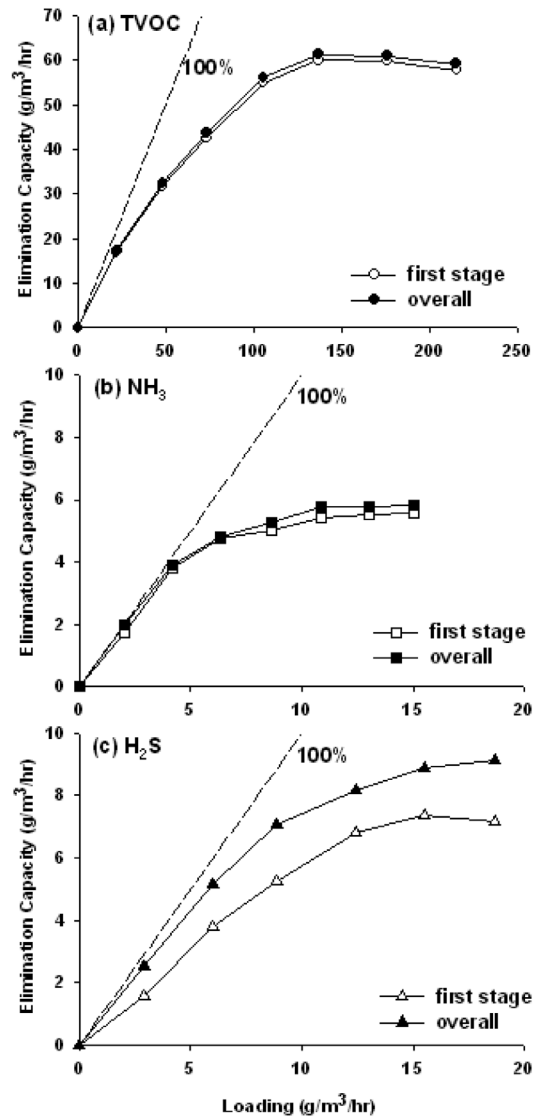 70
(a) TVOC
60
100%
50
40
30
20
10
0
Elimination Capacity (g/m³/hr)
first stage
overall
0 50 100 150 200 250
10
(b) NH₃
100%
8
6
4
2
0
Elimination Capacity (g/m³/hr)
first stage
overall
0 5 10 15 20
10
(c) H₂S
100%
8
6
4
2
0
Elimination Capacity (g/m³/hr)
first stage
overall
0 5 10 15 20
Loading (g/m³/hr)